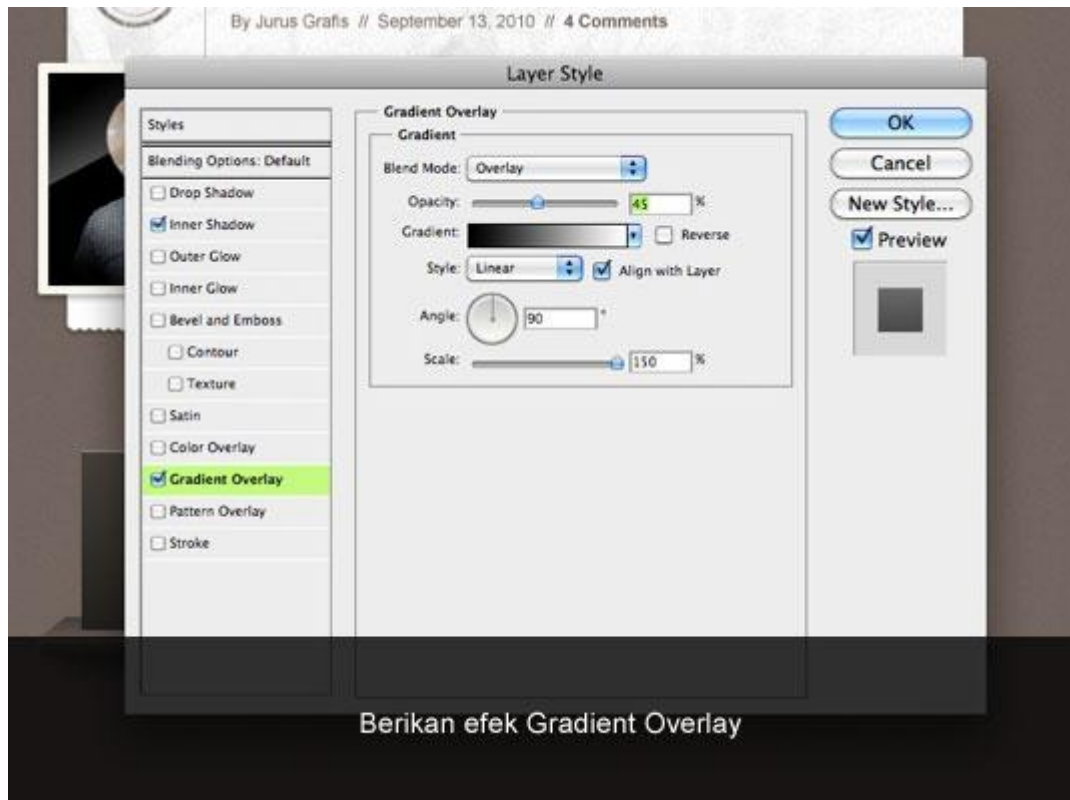 By Jurus Grafis // September 13, 2010 // 4 Comments
Layer Style
Styles
Blending Options: Default
Drop Shadow
Inner Shadow
Outer Glow
Inner Glow
Bevel and Emboss
Contour
Texture
Satin
Color Overlay
Gradient Overlay
Pattern Overlay
Stroke
Gradient Overlay
Gradient
Blend Mode: Overlay
Opacity: 45 %
Gradient: Reverse
Style: Linear Align with Layer
Angle: 90 °
Scale: 150 %
OK
Cancel
New Style...
Preview
Berikan efek Gradient Overlay